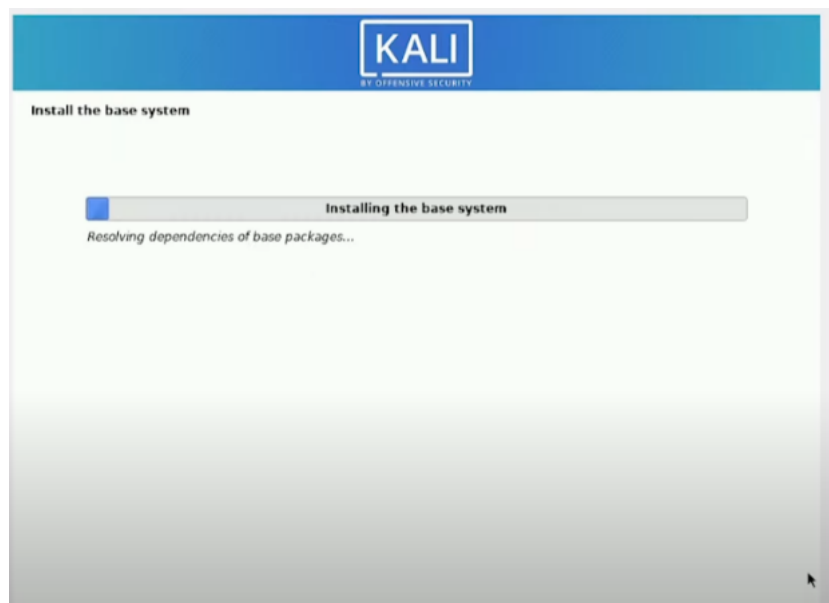 KALI
BY OFFENSIVE SECURITY
Install the base system
Installing the base system
Resolving dependencies of base packages...